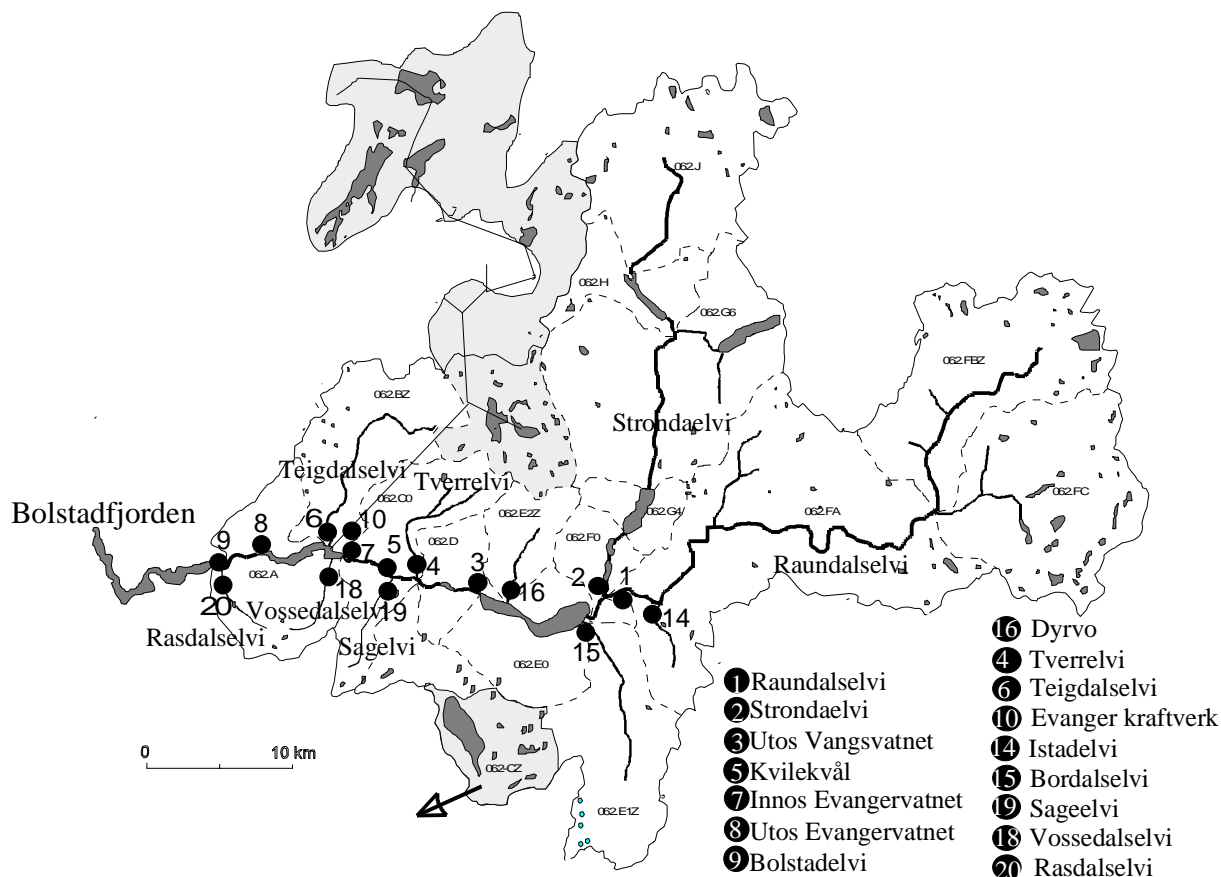 062.J
062.H
062.G6
062.FBZ
062.BZ
Strondaelvi
Teigdalselvi
Tverrelvi
062.C0
062.E2Z
062.G4
062.FA
062.FC
Bolstadfjorden
8
6
10
062.D
062.F0
9
7
5
4
3
2
1
Raundalselvi
062.A
16
20
18
19
14
Vossedalselvi
Rasdalselvi
Sagelvi
15
062.E0
0 10 km
062-CZ
062.E1Z
1 Raundalselvi
2 Strondaelvi
3 Utos Vangsvatnet
5 Kvilekvål
7 Innos Evangervatnet
8 Utos Evangervatnet
9 Bolstadelvi
16 Dyrvo
4 Tverrelvi
6 Teigdalselvi
10 Evanger kraftverk
14 Istadelvi
15 Bordalselvi
19 Sageelvi
18 Vossedalselvi
20 Rasdalselvi